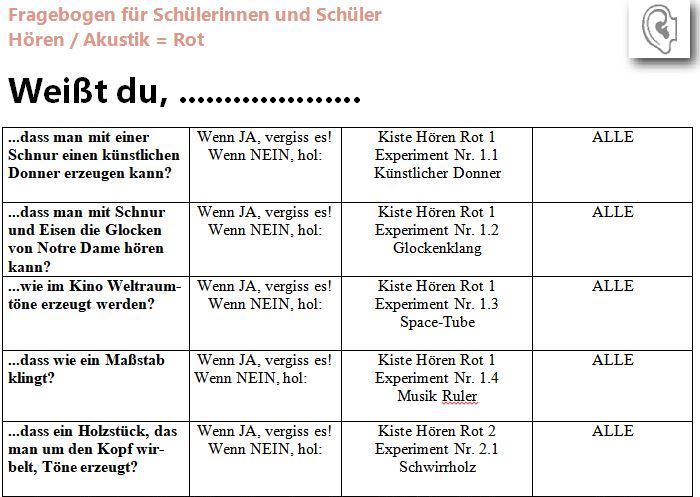 Fragebogen für Schülerinnen und Schüler
Hören / Akustik = Rot
Weißt du, ....................
...dass man mit einer
Schnur einen künstlichen
Donner erzeugen kann?
Wenn JA, vergiss es!
Wenn NEIN, hol:
Kiste Hören Rot 1
Experiment Nr. 1.1
Künstlicher Donner
ALLE
...dass man mit Schnur
und Eisen die Glocken
von Notre Dame hören
kann?
Wenn JA, vergiss es!
Wenn NEIN, hol:
Kiste Hören Rot 1
Experiment Nr. 1.2
Glockenklang
ALLE
...wie im Kino Weltraum-
töne erzeugt werden?
Wenn JA, vergiss es!
Wenn NEIN, hol:
Kiste Hören Rot 1
Experiment Nr. 1.3
Space-Tube
ALLE
...dass wie ein Maßstab
klingt?
Wenn JA, vergiss es!
Wenn NEIN, hol:
Kiste Hören Rot 1
Experiment Nr. 1.4
Musik Ruler
ALLE
...dass ein Holzstück, das
man um den Kopf wir-
belt, Töne erzeugt?
Wenn JA, vergiss es!
Wenn NEIN, hol:
Kiste Hören Rot 2
Experiment Nr. 2.1
Schwirrholz
ALLE